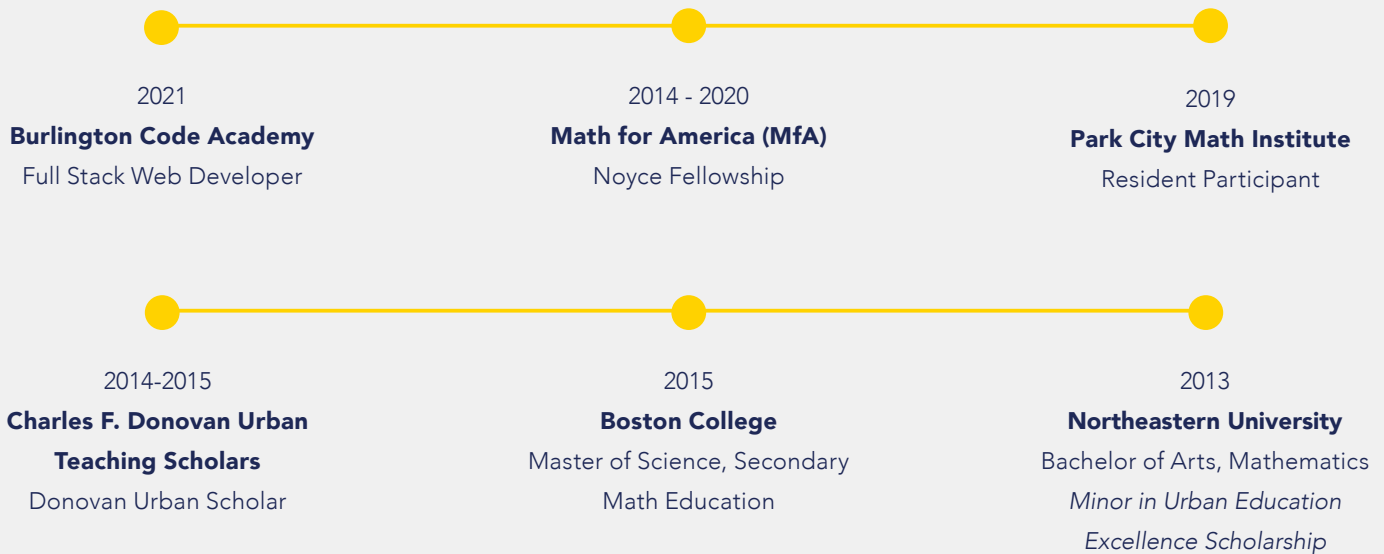 2021
Burlington Code Academy
Full Stack Web Developer
2014 - 2020
Math for America (MfA)
Noyce Fellowship
2019
Park City Math Institute
Resident Participant
2014-2015
Charles F. Donovan Urban
Teaching Scholars
Donovan Urban Scholar
2015
Boston College
Master of Science, Secondary
Math Education
2013
Northeastern University
Bachelor of Arts, Mathematics
Minor in Urban Education
Excellence Scholarship